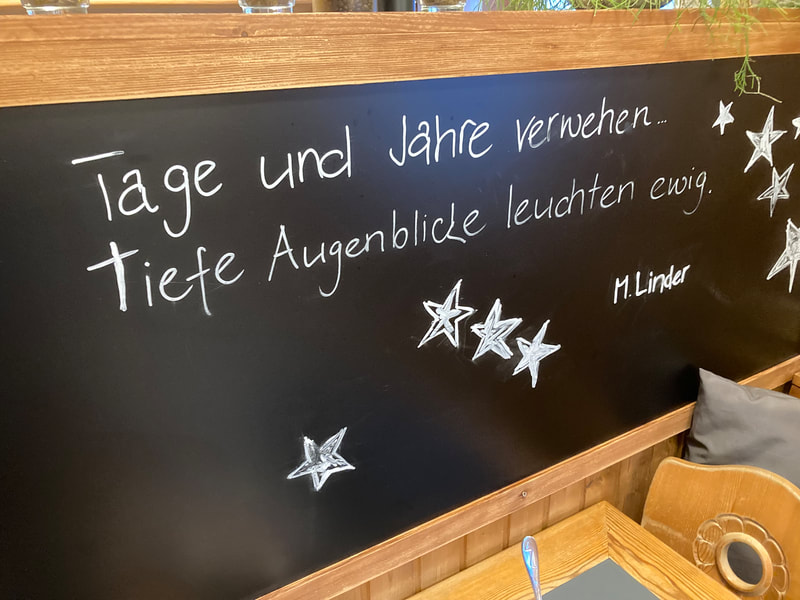 Tage und Jahre verwehen...
Tiefe Augenblicke leuchten ewig.
M. Linder